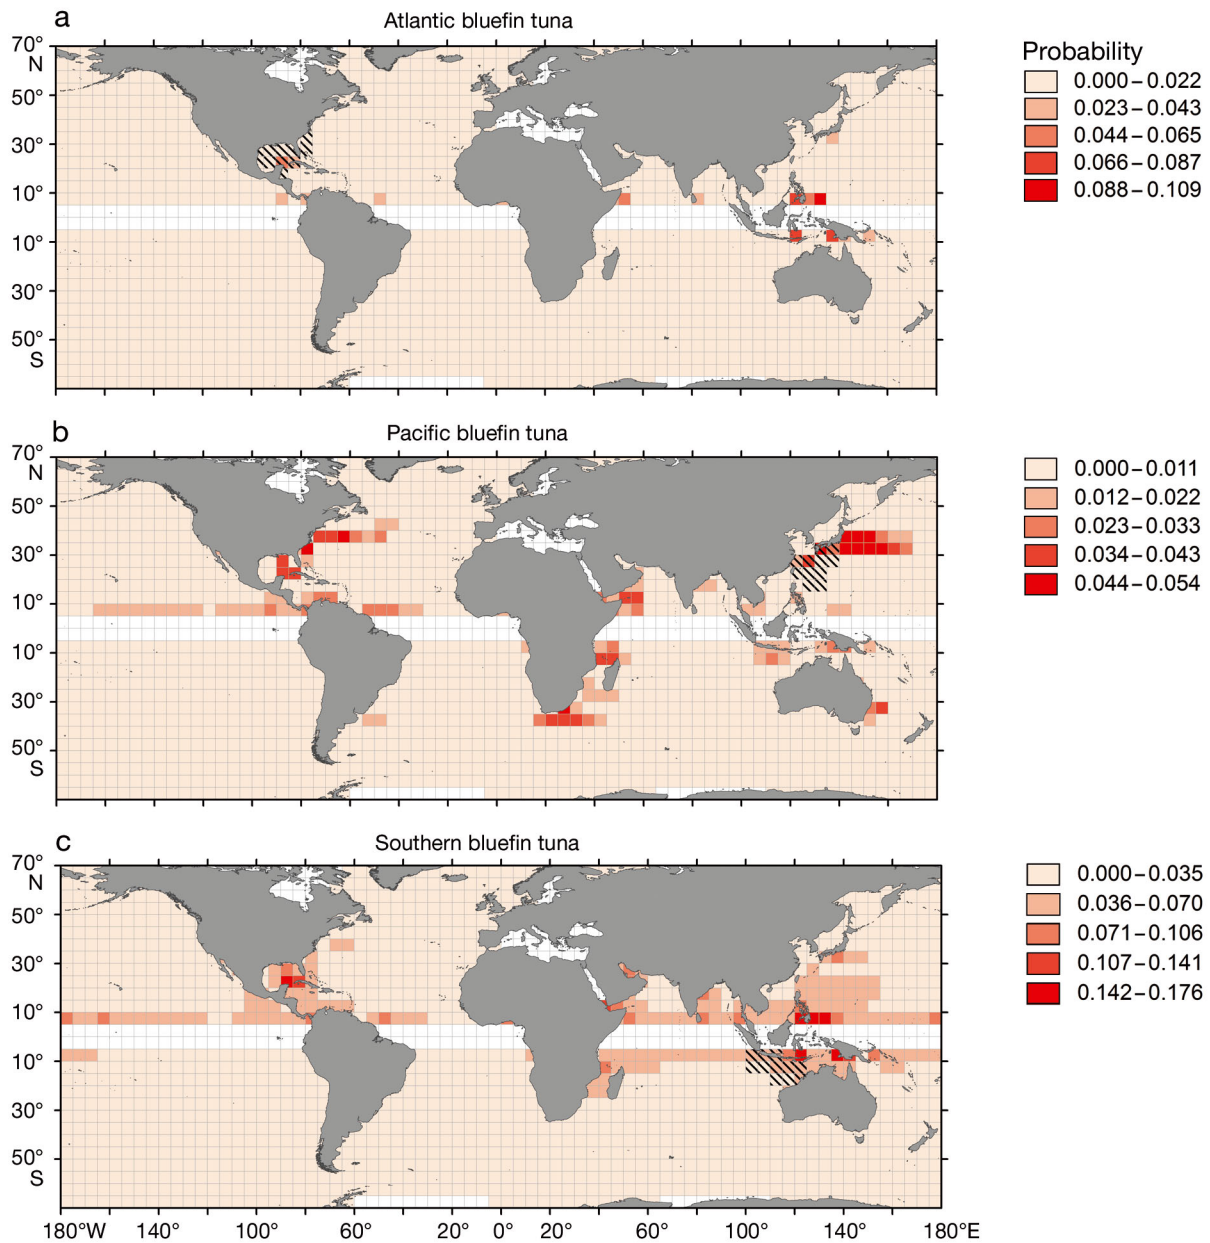 a
Atlantic bluefin tuna
70°
N
50°
30°
10°
10°
30°
50°
S
Probability
0.000–0.022
0.023–0.043
0.044–0.065
0.066–0.087
0.088–0.109
b
Pacific bluefin tuna
70°
N
50°
30°
10°
10°
30°
50°
S
0.000–0.011
0.012–0.022
0.023–0.033
0.034–0.043
0.044–0.054
c
Southern bluefin tuna
70°
N
50°
30°
10°
10°
30°
50°
S
0.000–0.035
0.036–0.070
0.071–0.106
0.107–0.141
0.142–0.176
180°W 140° 100° 60° 20° 0° 20° 60° 100° 140° 180°E